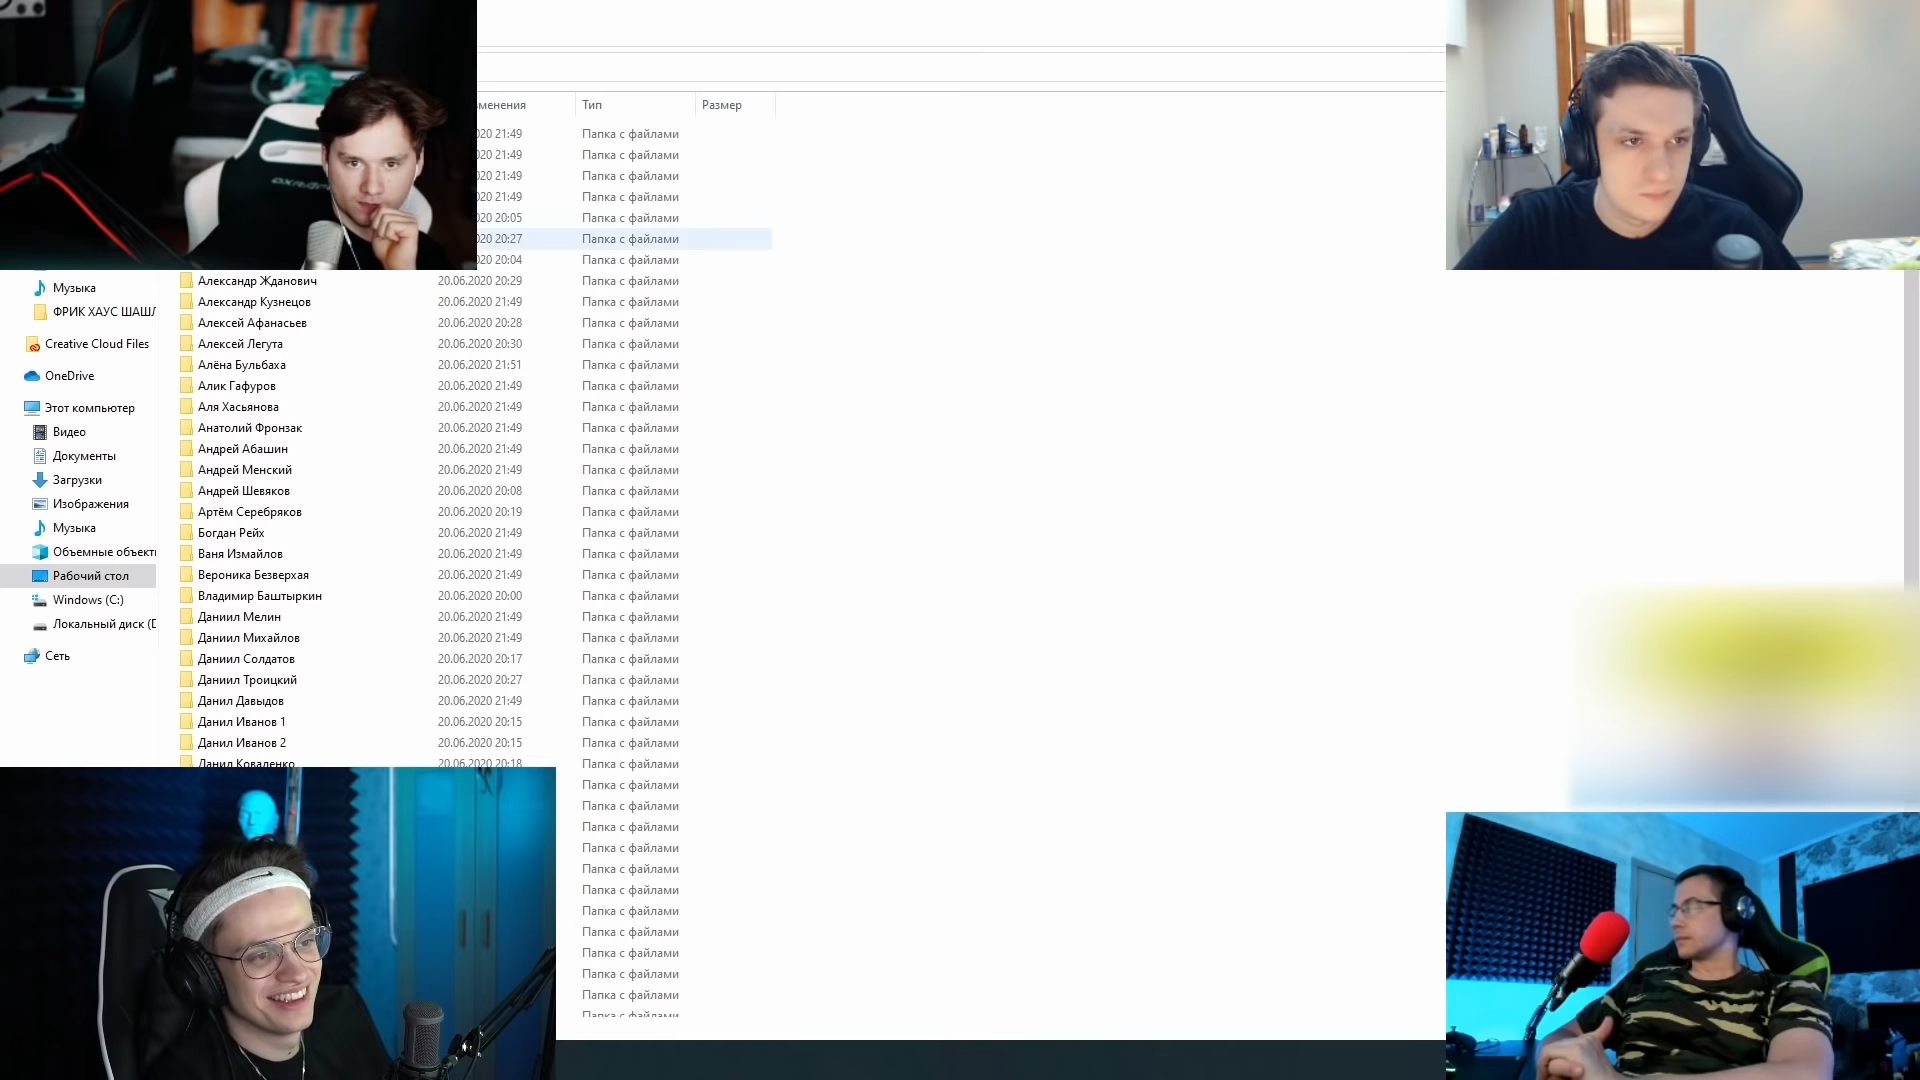 Тип Размер
21:49 Папка с файлами
21:49 Папка с файлами
21:49 Папка с файлами
21:49 Папка с файлами
20:05 Папка с файлами
20:27 Папка с файлами
20:04 Папка с файлами
Музыка
ФРИК ХАУС
Creative Cloud Files
OneDrive
Этот компьютер
Видео
Документы
Загрузки
Изображения
Музыка
Объемные
Рабочий стол
Windows (C:)
Локальный диск
Сеть
Александр Жданович 20.06.2020 20:29 Папка с файлами
Александр Кузнецов 20.06.2020 21:49 Папка с файлами
Алексей Афанасьев 20.06.2020 20:28 Папка с файлами
Алексей Легута 20.06.2020 20:30 Папка с файлами
Алёна Бульбаха 20.06.2020 21:51 Папка с файлами
Алик Гафуров 20.06.2020 21:49 Папка с файлами
Аля Хасьянова 20.06.2020 21:49 Папка с файлами
Анатолий Фронзак 20.06.2020 21:49 Папка с файлами
Андрей Абашин 20.06.2020 21:49 Папка с файлами
Андрей Менский 20.06.2020 21:49 Папка с файлами
Андрей Шевяков 20.06.2020 20:08 Папка с файлами
Артём Серебряков 20.06.2020 20:19 Папка с файлами
Богдан Рейх 20.06.2020 21:49 Папка с файлами
Ваня Измайлов 20.06.2020 21:49 Папка с файлами
Вероника Безверхая 20.06.2020 21:49 Папка с файлами
Владимир Баштыркин 20.06.2020 20:00 Папка с файлами
Даниил Мелин 20.06.2020 21:49 Папка с файлами
Даниил Михайлов 20.06.2020 21:49 Папка с файлами
Даниил Солдатов 20.06.2020 20:17 Папка с файлами
Даниил Троицкий 20.06.2020 20:27 Папка с файлами
Данил Давыдов 20.06.2020 21:49 Папка с файлами
Данил Иванов 1 20.06.2020 20:15 Папка с файлами
Данил Иванов 2 20.06.2020 20:15 Папка с файлами
Данил Коваленко 20.06.2020 20:18 Папка с файлами
Папка с файлами
Папка с файлами
Папка с файлами
Папка с файлами
Папка с файлами
Папка с файлами
Папка с файлами
Папка с файлами
Папка с файлами
Папка с файлами
Папка с файлами
Папка с файлами